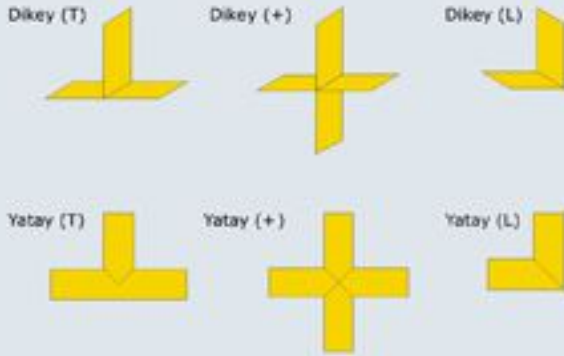 Dikey (T)
Dikey (+)
Dikey (L)
Yatay (T)
Yatay (+)
Yatay (L)